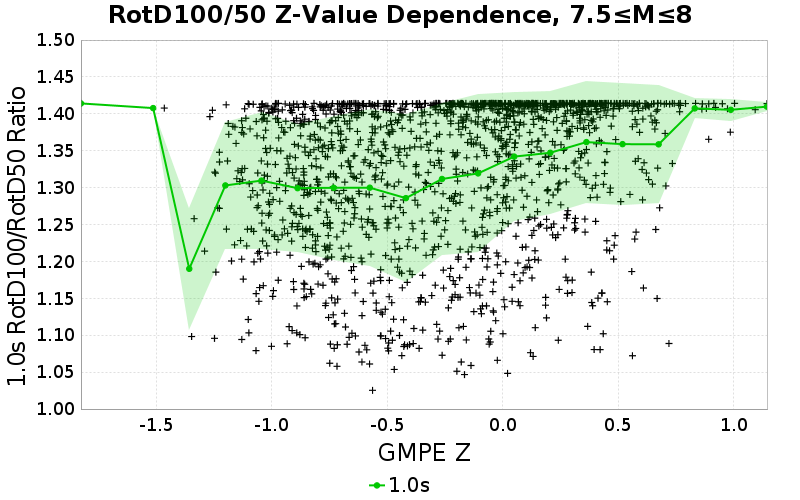 RotD100/50 Z-Value Dependence, 7.5≤M≤8
1.50
1.45
1.40
1.35
1.30
1.25
1.20
1.15
1.10
1.05
1.00
1.0s RotD100/RotD50 Ratio
-1.5 -1.0 -0.5 0.0 0.5 1.0
GMPE Z
1.0s